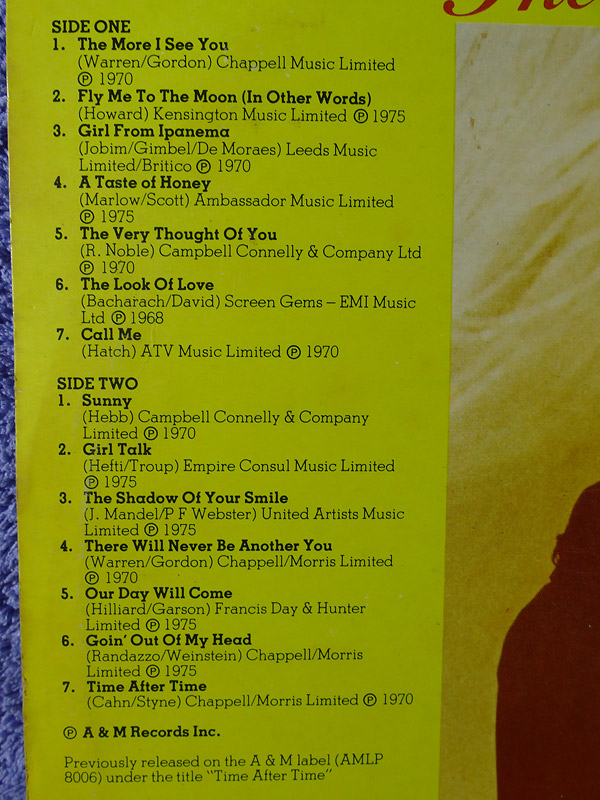 The
SIDE ONE
1. The More I See You
(Warren/Gordon) Chappell Music Limited
Ⓟ 1970
2. Fly Me To The Moon (In Other Words)
(Howard) Kensington Music Limited Ⓟ 1975
3. Girl From Ipanema
(Jobim/Gimbel/De Moraes) Leeds Music
Limited/Britico Ⓟ 1970
4. A Taste of Honey
(Marlow/Scott) Ambassador Music Limited
Ⓟ 1975
5. The Very Thought Of You
(R. Noble) Campbell Connelly & Company Ltd
Ⓟ 1970
6. The Look Of Love
(Bacharach/David) Screen Gems – EMI Music
Ltd Ⓟ 1968
7. Call Me
(Hatch) ATV Music Limited Ⓟ 1970
SIDE TWO
1. Sunny
(Hebb) Campbell Connelly & Company
Limited Ⓟ 1970
2. Girl Talk
(Hefti/Troup) Empire Consul Music Limited
Ⓟ 1975
3. The Shadow Of Your Smile
(J. Mandel/P F Webster) United Artists Music
Limited Ⓟ 1975
4. There Will Never Be Another You
(Warren/Gordon) Chappell/Morris Limited
Ⓟ 1970
5. Our Day Will Come
(Hilliard/Garson) Francis Day & Hunter
Limited Ⓟ 1975
6. Goin' Out Of My Head
(Randazzo/Weinstein) Chappell/Morris
Limited Ⓟ 1975
7. Time After Time
(Cahn/Styne) Chappell/Morris Limited Ⓟ 1970
Ⓟ A & M Records Inc.
Previously released on the A & M label (AMLP
8006) under the title "Time After Time"